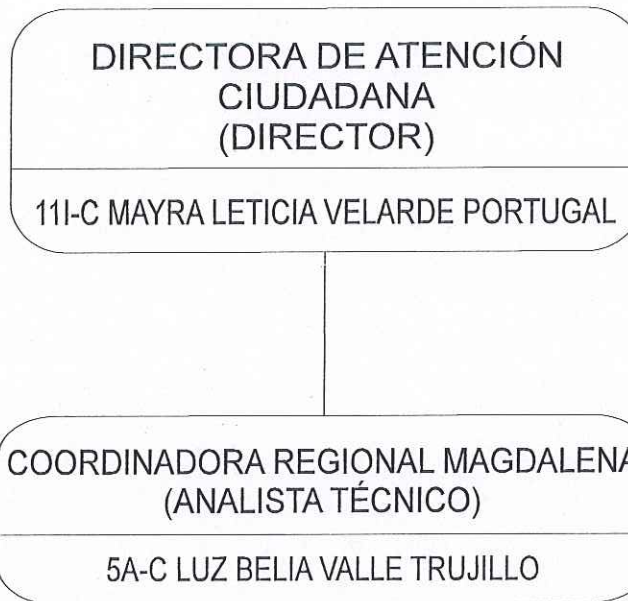 DIRECTORA DE ATENCIÓN
CIUDADANA
(DIRECTOR)
11I-C MAYRA LETICIA VELARDE PORTUGAL
COORDINADORA REGIONAL MAGDALENA
(ANALISTA TÉCNICO)
5A-C LUZ BELIA VALLE TRUJILLO